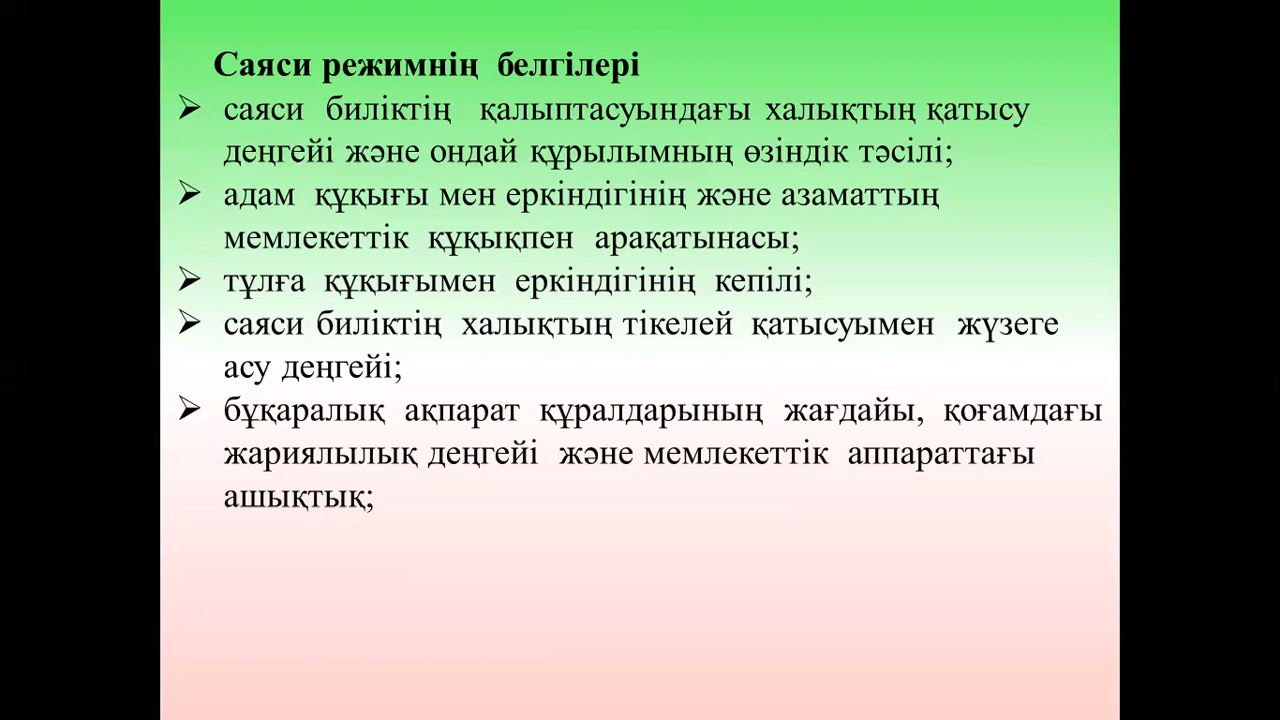 Саяси режимнің белгілері
➢ саяси биліктің қалыптасуындағы халықтың қатысу
деңгейі және ондай құрылымның өзіндік тәсілі;
➢ адам құқығы мен еркіндігінің және азаматтың
мемлекеттік құқықпен арақатынасы;
➢ тұлға құқығымен еркіндігінің кепілі;
➢ саяси биліктің халықтың тікелей қатысуымен жүзеге
асу деңгейі;
➢ бұқаралық ақпарат құралдарының жағдайы, қоғамдағы
жариялылық деңгейі және мемлекеттік аппараттағы
ашықтық;